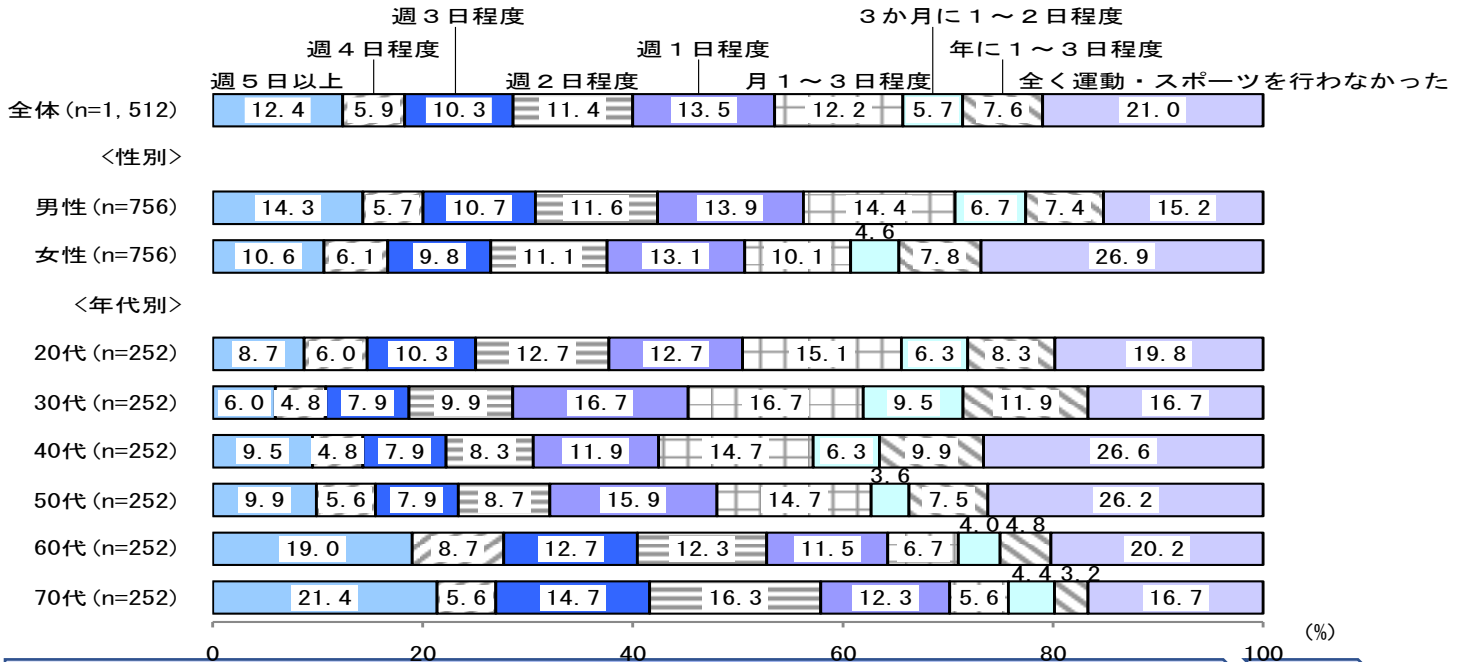 週３日程度 ３か月に１～２日程度
週４日程度 週１日程度 年に１～３日程度
週５日以上 週２日程度 月１～３日程度 全く運動・スポーツを行わなかった
全体(n=1,512) 12.4 5.9 10.3 11.4 13.5 12.2 5.7 7.6 21.0
<性別>
男性(n=756) 14.3 5.7 10.7 11.6 13.9 14.4 6.7 7.4 15.2
女性(n=756) 10.6 6.1 9.8 11.1 13.1 10.1 4.6 7.8 26.9
<年代別>
20代(n=252) 8.7 6.0 10.3 12.7 12.7 15.1 6.3 8.3 19.8
30代(n=252) 6.0 4.8 7.9 9.9 16.7 16.7 9.5 11.9 16.7
40代(n=252) 9.5 4.8 7.9 8.3 11.9 14.7 6.3 9.9 26.6
50代(n=252) 9.9 5.6 7.9 8.7 15.9 14.7 3.6 7.5 26.2
60代(n=252) 19.0 8.7 12.7 12.3 11.5 6.7 4.0 4.8 20.2
70代(n=252) 21.4 5.6 14.7 16.3 12.3 5.6 4.4 3.2 16.7
(%)
0 20 40 60 80 100